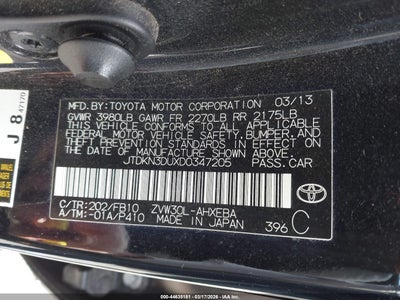 MFD. BY: TOYOTA MOTOR CORPORATION 03/13
GVWR 3980LB GAWR FR 2270LB RR 2175LB
THIS VEHICLE CONFORMS TO ALL APPLICABLE
FEDERAL MOTOR VEHICLE SAFETY, BUMPER, AND
THEFT PREVENTION STANDARDS IN EFFECT ON THE DATE
OF MANUFACTURE SHOWN ABOVE.
JTDKN3DUXD0347205 PASS.CAR
C/TR:202/FB10 ZVW30L-AHXEBA
A/TM:-01A/P410 MADE IN JAPAN 396 C
J 8
47170
00-44635181 | 03/17/2026 - IAA